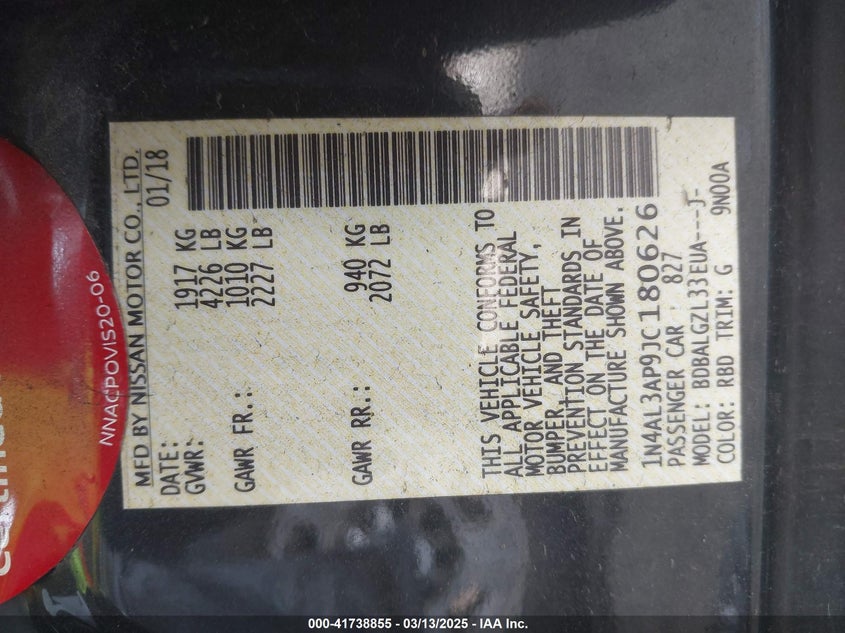 MFD BY NISSAN MOTOR CO., LTD.
DATE: 01/18
GVWR: 1917 KG
4226 LB
GAWR FR.: 1010 KG
2227 LB
GAWR RR.: 940 KG
2072 LB
THIS VEHICLE CONFORMS TO
ALL APPLICABLE FEDERAL
MOTOR VEHICLE SAFETY,
BUMPER, AND THEFT
PREVENTION STANDARDS IN
EFFECT ON THE DATE OF
MANUFACTURE SHOWN ABOVE.
1N4AL3AP9JC180626
PASSENGER CAR 827
MODEL: BDBALGZL33EUA---J-
COLOR: RBD TRIM: G 9N00A
NNACPOVIS20-06
000-41738855 - 03/13/2025 - IAA Inc.